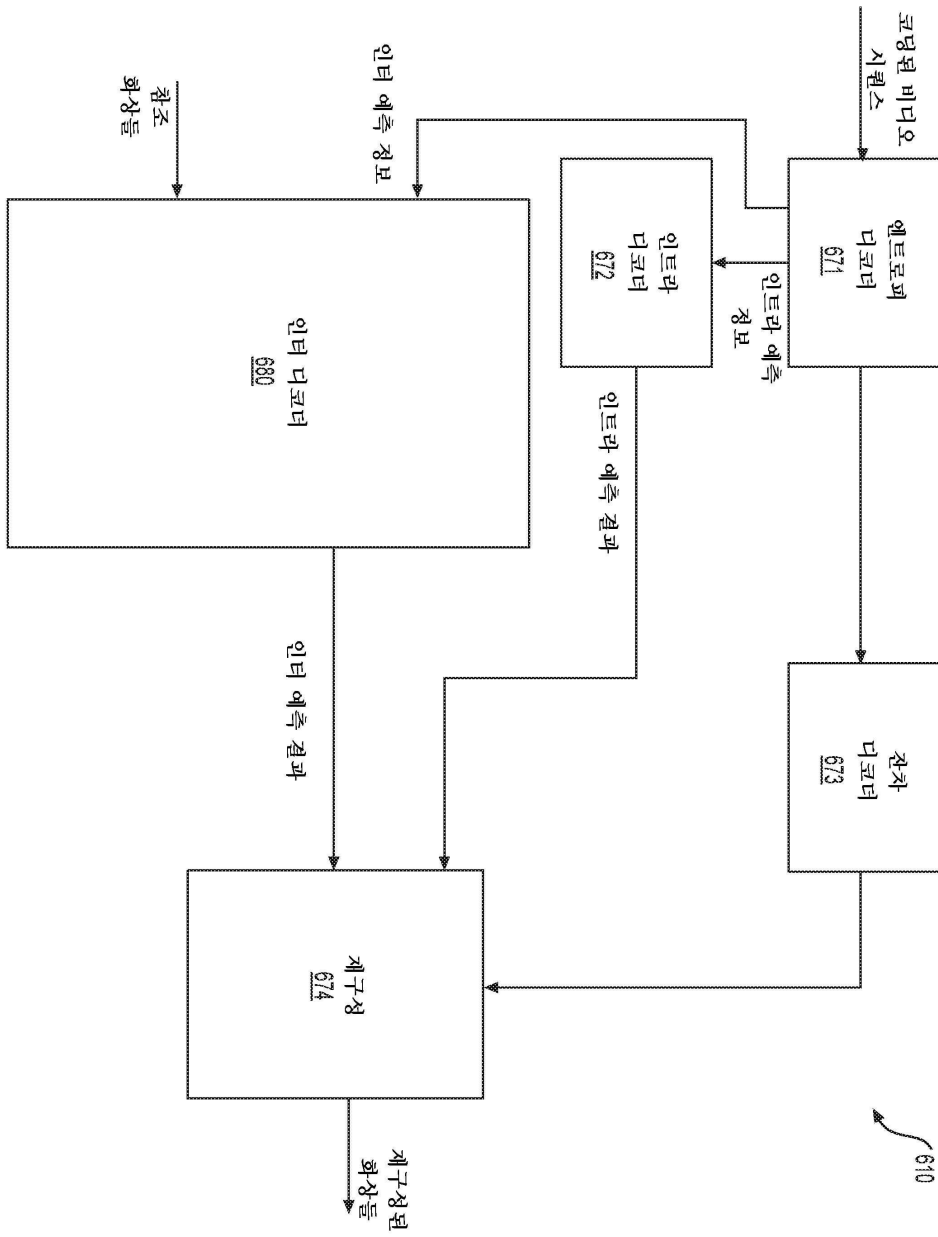 610
코딩된 비디오
시퀀스
엔트로피
디코더
671
잔차
디코더
673
인트라 예측
정보
인트라
디코더
672
인트라 예측 결과
인터 예측 정보
인터 디코더
680
참조
화상들
인터 예측 결과
재구성
674
재구성된
화상들